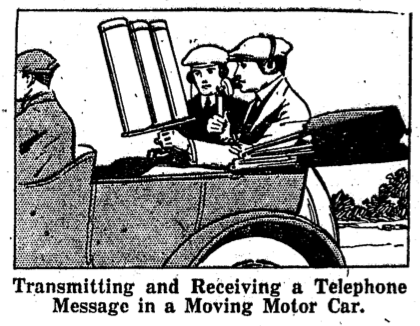 Transmitting and Receiving a Telephone
Message in a Moving Motor Car.